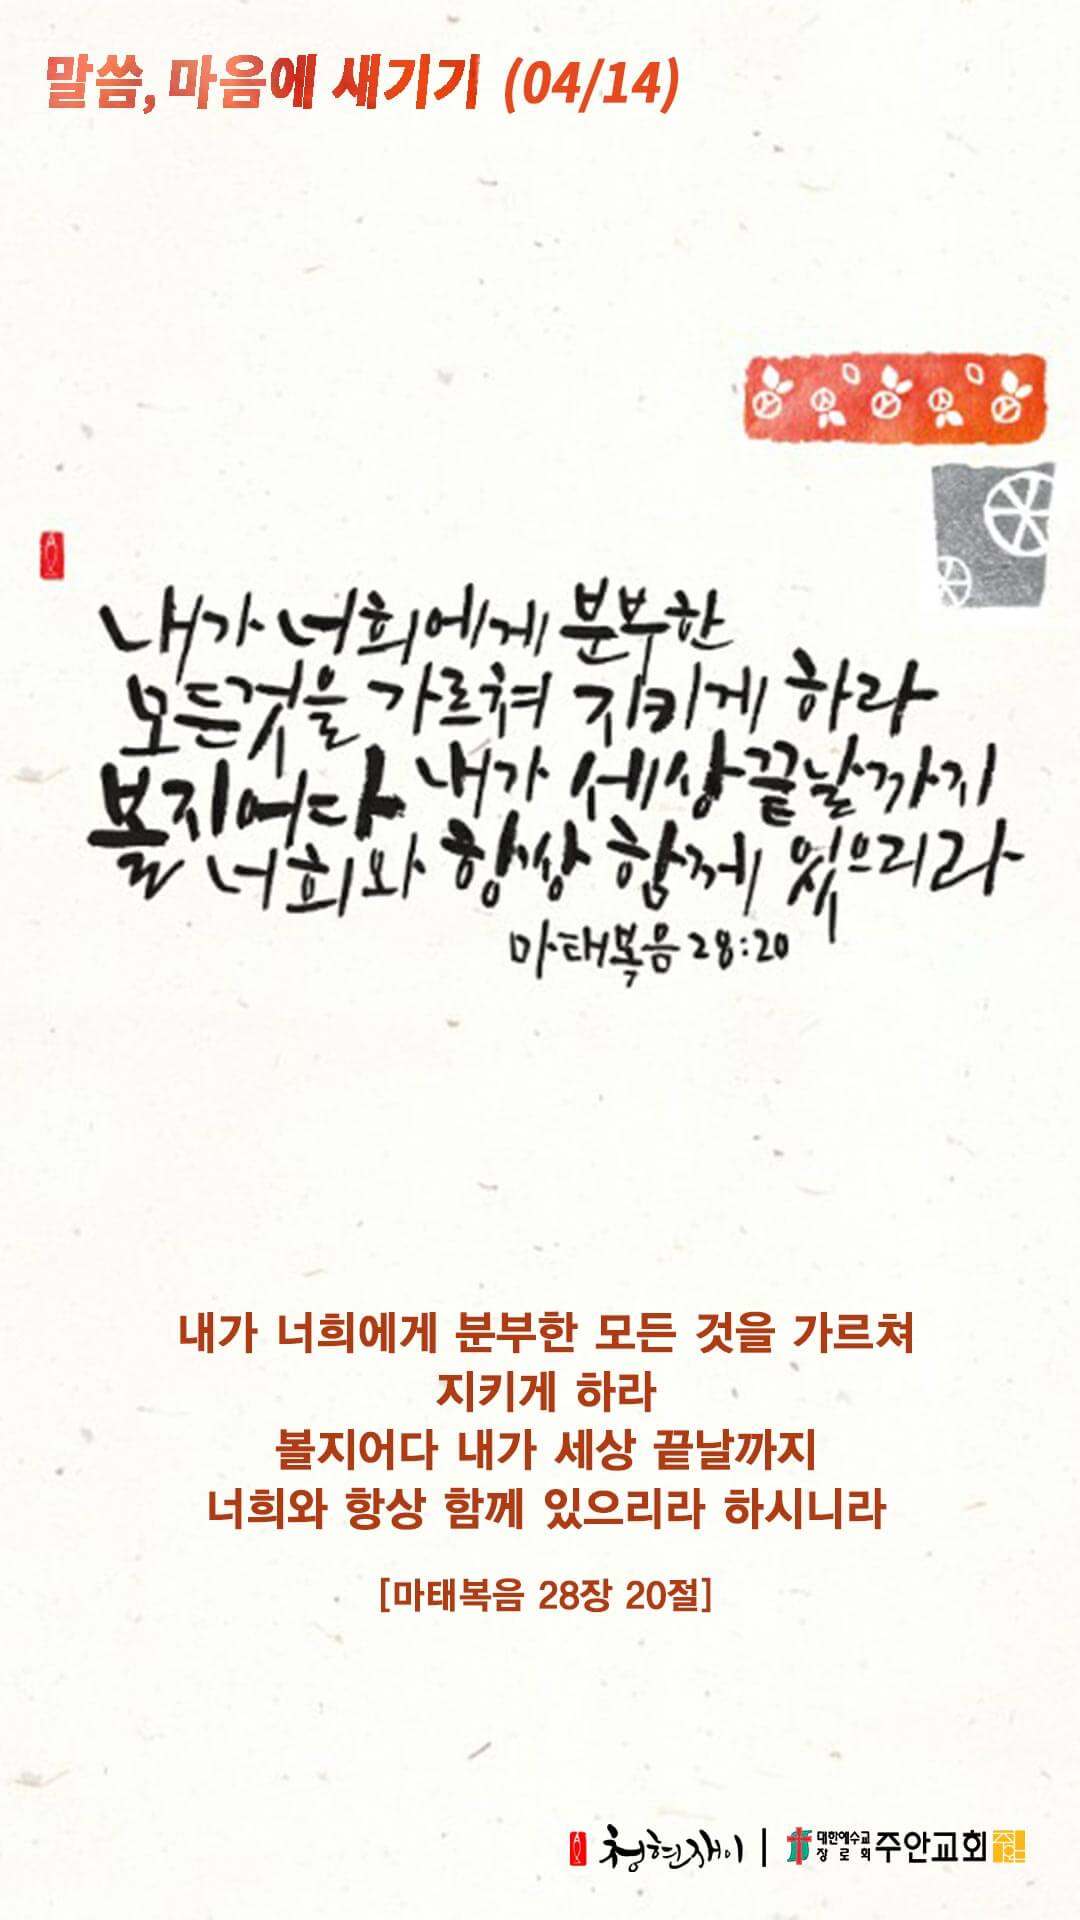 말씀, 마음에 새기기 (04/14)
내가 너희에게 분부한
모든것을 가르쳐 지키게 하라
볼지어다 내가 세상끝날까지
너희와 항상 함께 있으리라
마태복음 28:20
내가 너희에게 분부한 모든 것을 가르쳐
지키게 하라
볼지어다 내가 세상 끝날까지
너희와 항상 함께 있으리라 하시니라
[마태복음 28장 20절]
청현재이 | 대한예수교 장로회 주안교회